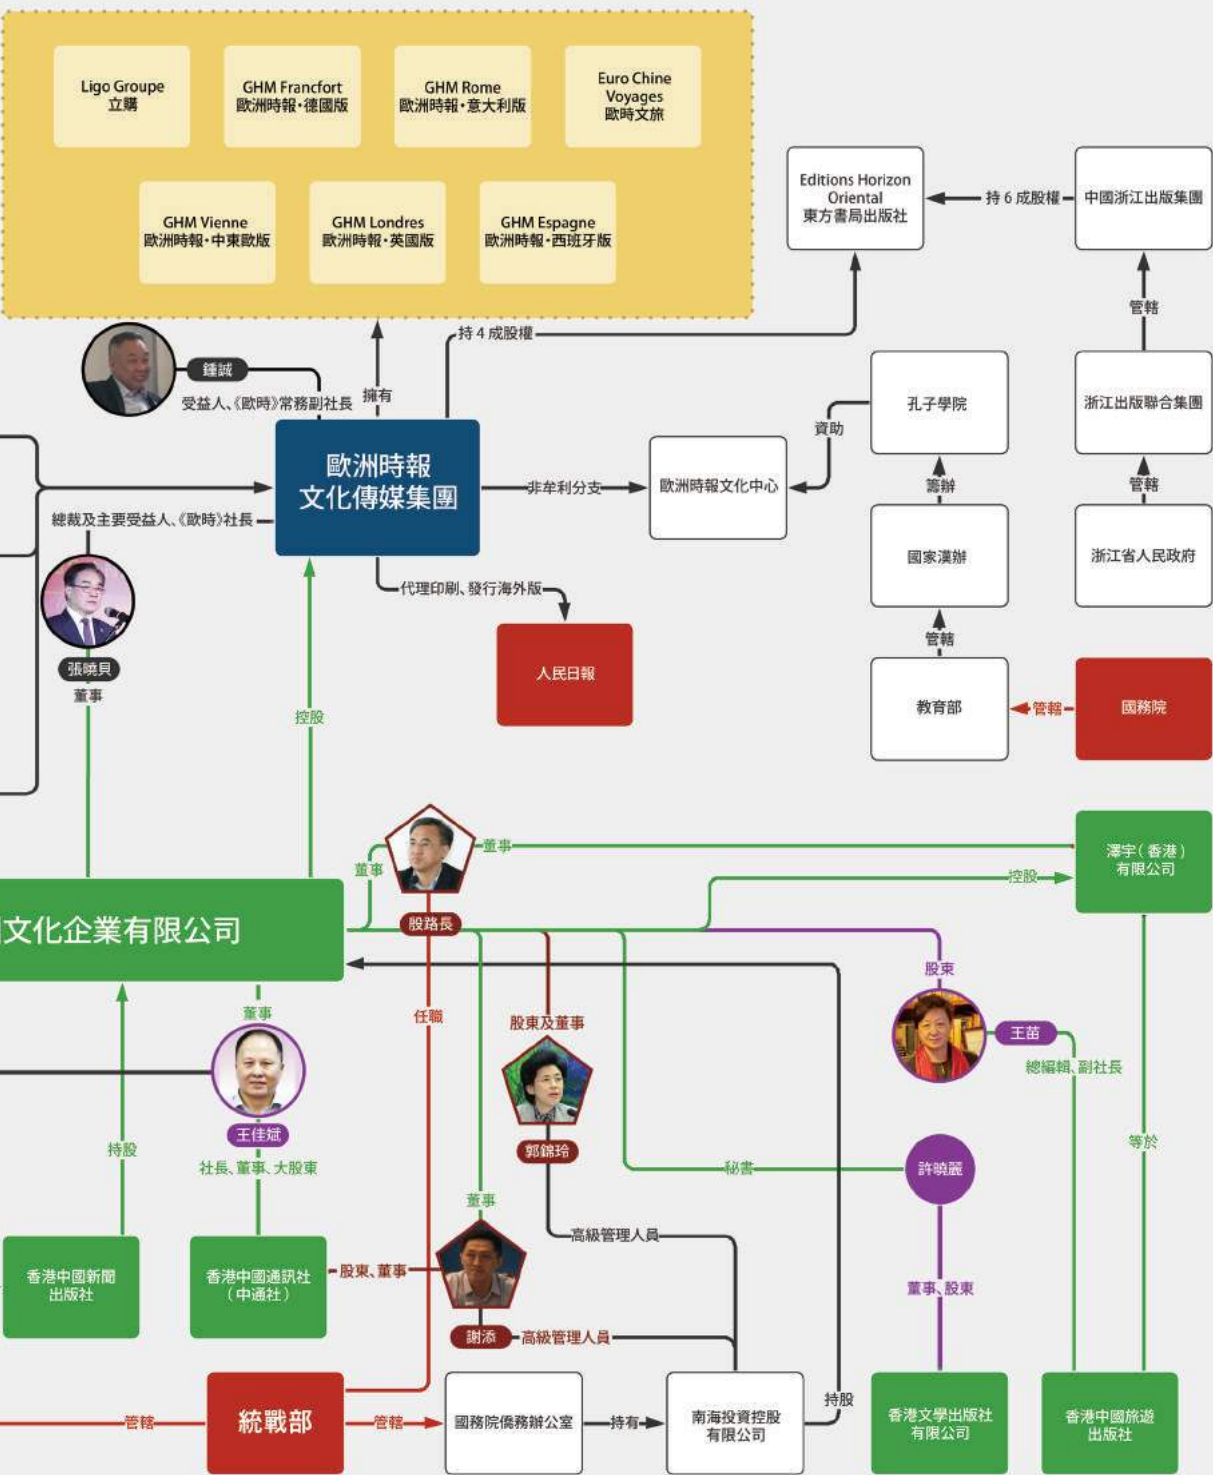 Ligo Groupe
立購
GHM Francfort
歐洲時報·德國版
GHM Rome
歐洲時報·意大利版
Euro Chine
Voyages
歐時文旅
GHM Vienne
歐洲時報·中東歐版
GHM Londres
歐洲時報·英國版
GHM Espagne
歐洲時報·西班牙版
Editions Horizon
Oriental
東方書局出版社
持 6 成股權
中國浙江出版集團
管轄
持 4 成股權
鍾誠
受益人、《歐時》常務副社長
擁有
歐洲時報
文化傳媒集團
非牟利分支
歐洲時報文化中心
資助
孔子學院
浙江出版聯合集團
籌辦
管轄
總裁及主要受益人、《歐時》社長
國家漢辦
浙江省人民政府
代理印刷、發行海外版
人民日報
管轄
教育部
管轄
國務院
張曉貝
董事
控股
董事
董事
澤宇（香港）
有限公司
控股
殷路長
文化企業有限公司
股東
董事
任職
股東及董事
王苗
總編輯、副社長
王佳斌
社長、董事、大股東
持股
郭錦玲
秘書
許曉麗
等於
董事
高級管理人員
香港中國新聞
出版社
香港中國通訊社
（中通社）
股東、董事
董事、股東
謝添
高級管理人員
管轄
統戰部
管轄
國務院僑務辦公室
持有
南海投資控股
有限公司
持股
香港文學出版社
有限公司
香港中國旅遊
出版社